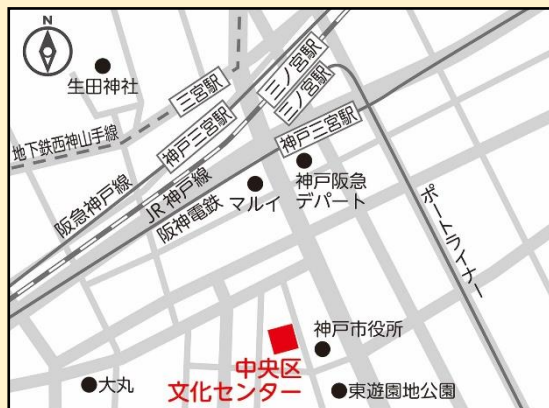 N
生田神社
三宮駅
地下鉄西神山手線
神戸三宮駅
三ノ宮駅
三ノ宮駅
神戸三宮駅
阪急神戸線
JR 神戸線
阪神電鉄
マルイ
神戸阪急
デパート
ポートライナー
神戸市役所
中央区
文化センター
大丸
東遊園地公園